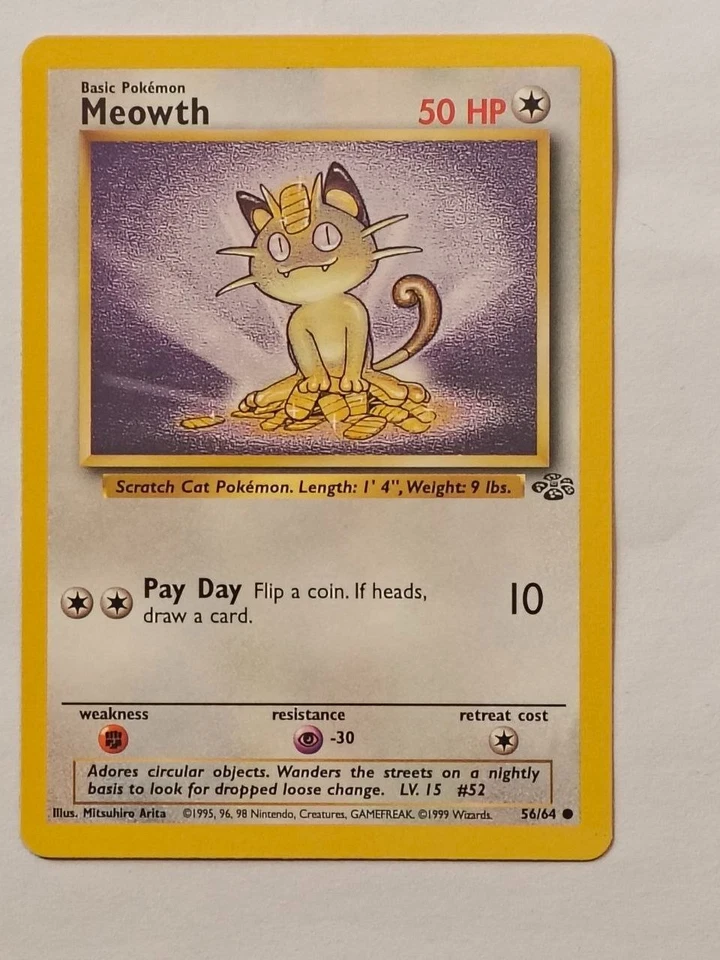 Basic Pokémon
Meowth 50 HP
Scratch Cat Pokémon. Length: 1' 4", Weight: 9 lbs.
Pay Day Flip a coin. If heads, 10
draw a card.
weakness resistance retreat cost
-30
Adores circular objects. Wanders the streets on a nightly
basis to look for dropped loose change. LV. 15 #52
Illus. Mitsuhiro Arita ©1995, 96, 98 Nintendo, Creatures, GAMEFREAK. ©1999 Wizards. 56/64